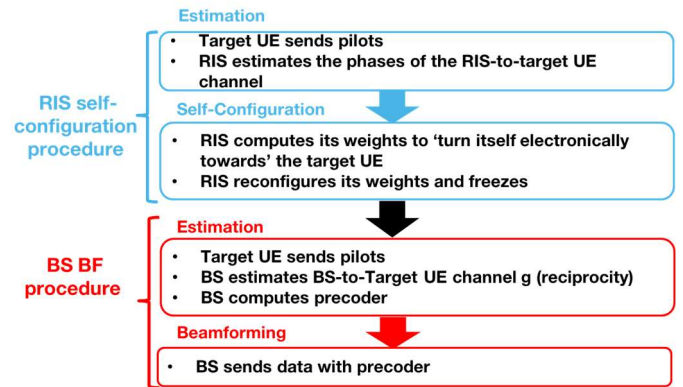 Estimation
• Target UE sends pilots
• RIS estimates the phases of the RIS-to-target UE
channel
RIS self-
configuration
procedure
Self-Configuration
• RIS computes its weights to ‘turn itself electronically
towards’ the target UE
• RIS reconfigures its weights and freezes
Estimation
• Target UE sends pilots
• BS estimates BS-to-Target UE channel g (reciprocity)
• BS computes precoder
BS BF
procedure
Beamforming
• BS sends data with precoder